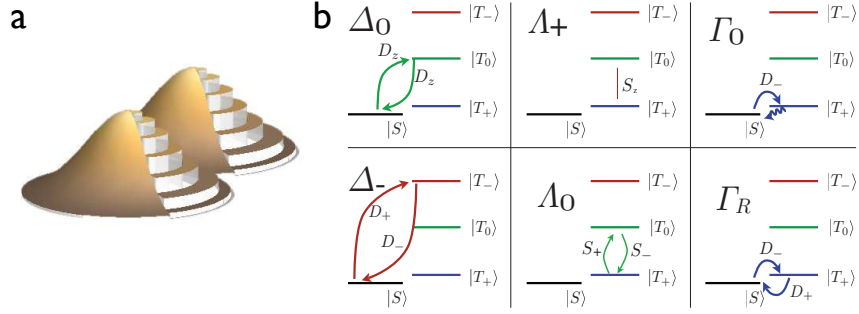 a
b
Δ0
|T−⟩
|T0⟩
|T+⟩
|S⟩
Dz
Dz
Λ+
|T−⟩
|T0⟩
|T+⟩
|S⟩
Sz
Γ0
|T−⟩
|T0⟩
|T+⟩
|S⟩
D−
Δ-
|T−⟩
|T0⟩
|T+⟩
|S⟩
D+
D−
Λ0
|T−⟩
|T0⟩
|T+⟩
|S⟩
S+
S−
ΓR
|T−⟩
|T0⟩
|T+⟩
|S⟩
D−
D+